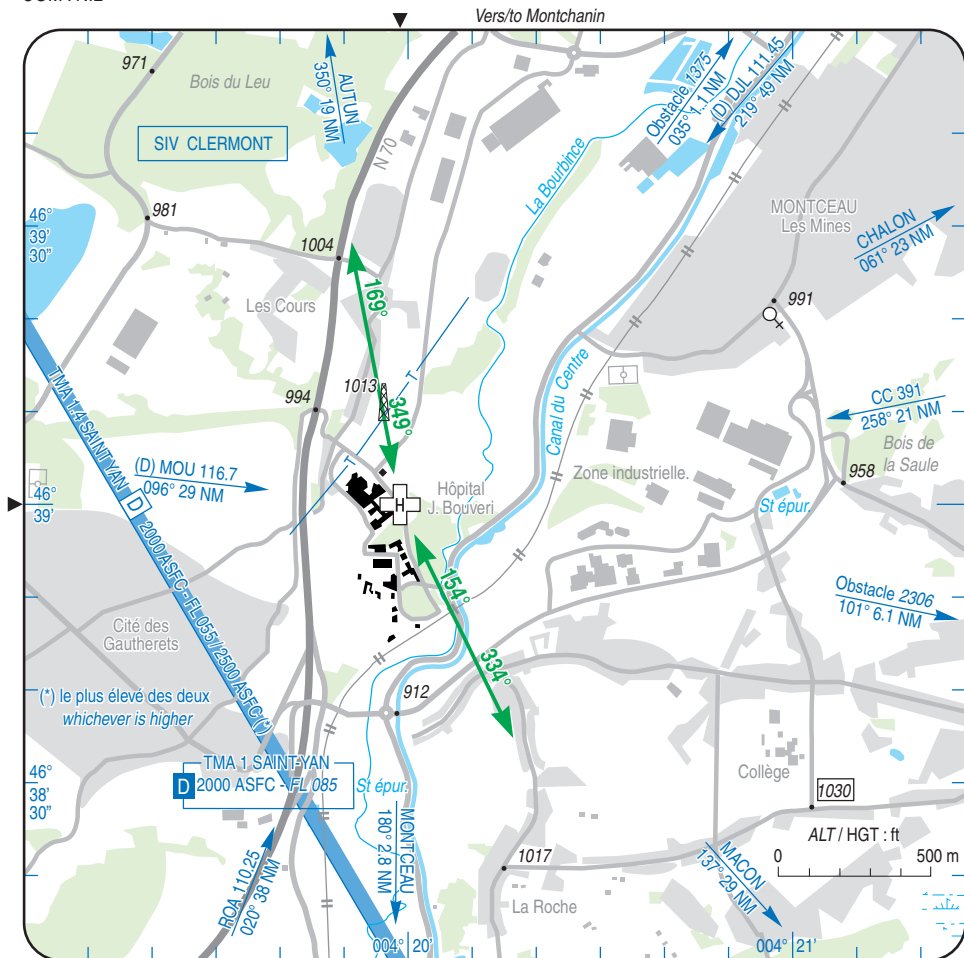 Vers/to Montchanin
971
Bois du Leu
AUTUN
350° 19 NM
N 70
SIV CLERMONT
La Bourbince
Obstacle 1375
035° 1.1 NM
(D) DJL 111.45
219° 49 NM
46°
39'
30"
981
1004
MONTCEAU
Les Mines
CHALON
061° 23 NM
169°
Les Cours
991
1013
349°
994
T
T
Canal du Centre
CC 391
258° 21 NM
TMA 1.4 SAINT YAN
D
2000 ASFC - FL 055 / 2500 ASFC (*)
(D) MOU 116.7
096° 29 NM
Hôpital
J. Bouveri
H
Zone industrielle.
Bois de
la Saule
958
St épur.
46°
39'
154°
334°
Obstacle 2306
101° 6.1 NM
Cité des
Gautherets
(*) le plus élevé des deux
whichever is higher
912
TMA 1 SAINT-YAN
D
2000 ASFC - FL 085
St épur.
46°
38'
30"
Collège
1030
ALT / HGT : ft
0
500 m
MONTCEAU
180° 2.8 NM
ROA 110.25
020° 38 NM
1017
La Roche
MACON
137° 29 NM
004° 20'
004° 21'